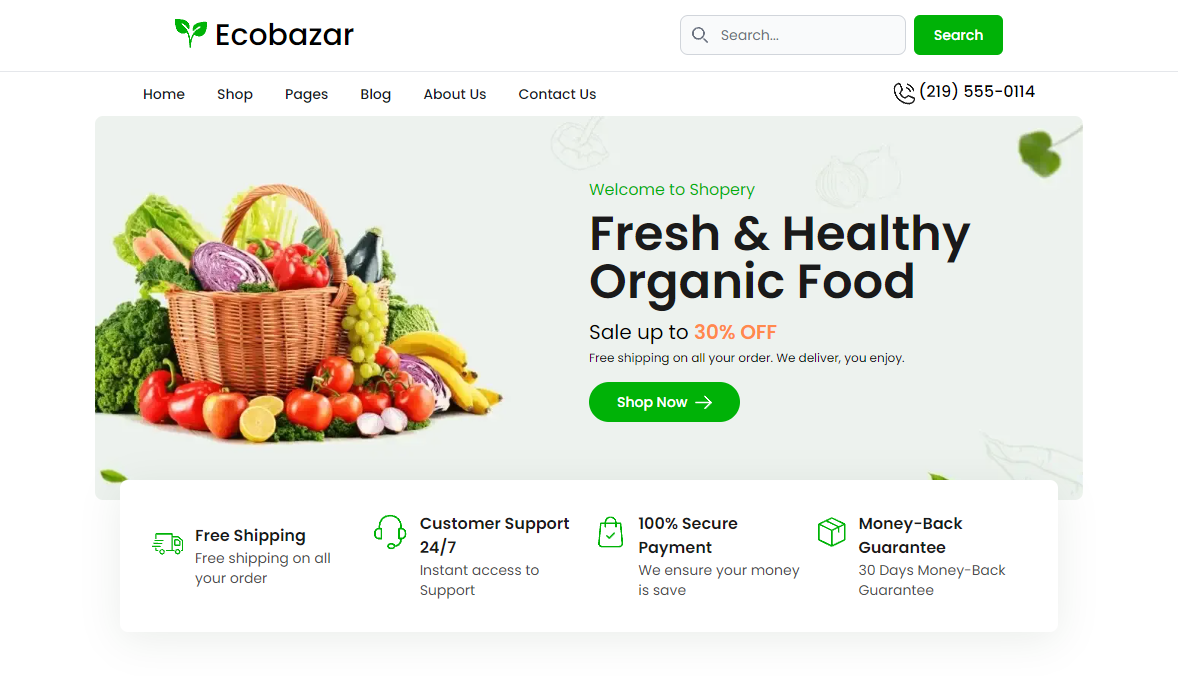 Ecobazar
Search...
Search
Home
Shop
Pages
Blog
About Us
Contact Us
(219) 555-0114
Welcome to Shopery
Fresh & Healthy
Organic Food
Sale up to 30% OFF
Free shipping on all your order. We deliver, you enjoy.
Shop Now
Free Shipping
Free shipping on all
your order
Customer Support
24/7
Instant access to
Support
100% Secure
Payment
We ensure your money
is save
Money-Back
Guarantee
30 Days Money-Back
Guarantee